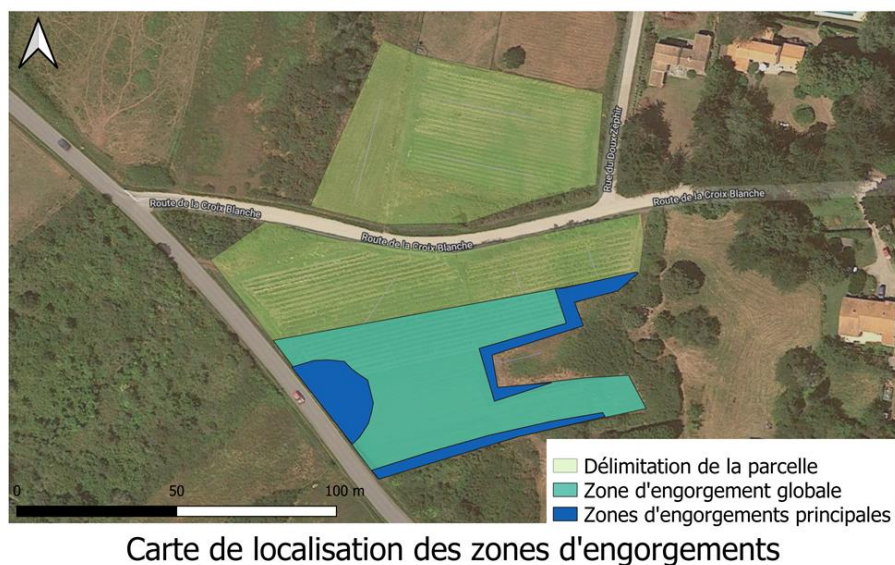 Rue du Doux Zéphir
Route de la Croix Blanche
Route de la Croix Blanche
Route de la Croix Blanche
Délimitation de la parcelle
Zone d'engorgement globale
Zones d'engorgements principales
0 50 100 m
Carte de localisation des zones d'engorgements